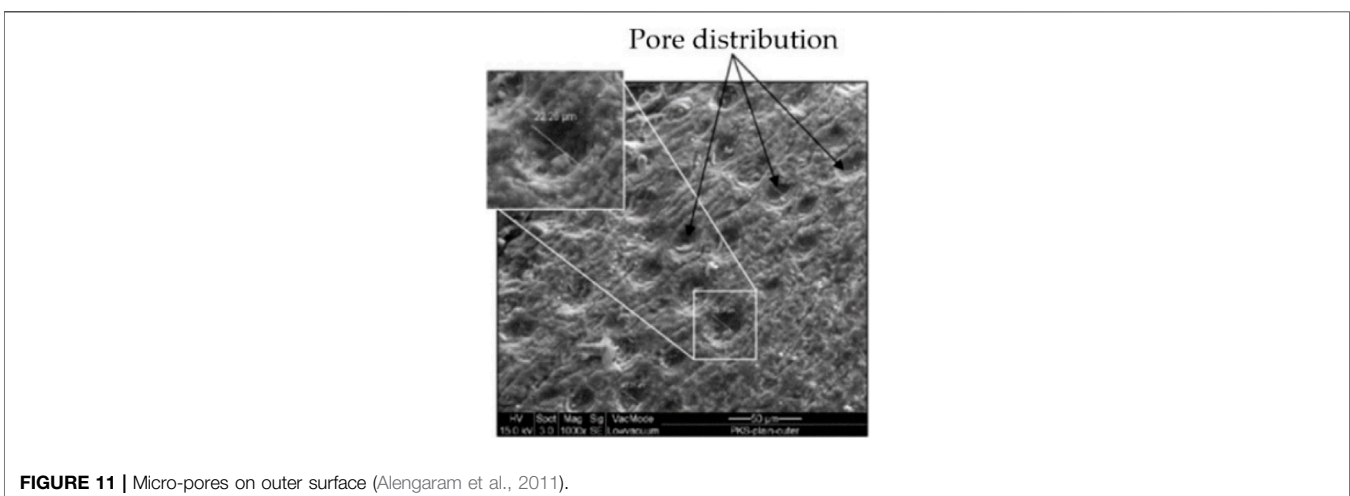 Pore distribution
22.26 µm
HV Spot Mag Sig VacMode 50 µm
15.0 kV 3.0 1000x SE Lowvacuum PKS-plain-outer
FIGURE 11 | Micro-pores on outer surface (Alengaram et al., 2011).